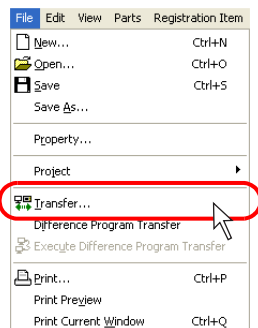 File Edit View Parts Registration Item
New... Ctrl+N
Open... Ctrl+O
Save Ctrl+S
Save As...
Property...
Project
Transfer...
Difference Program Transfer
Execute Difference Program Transfer
Print... Ctrl+P
Print Preview
Print Current Window Ctrl+Q